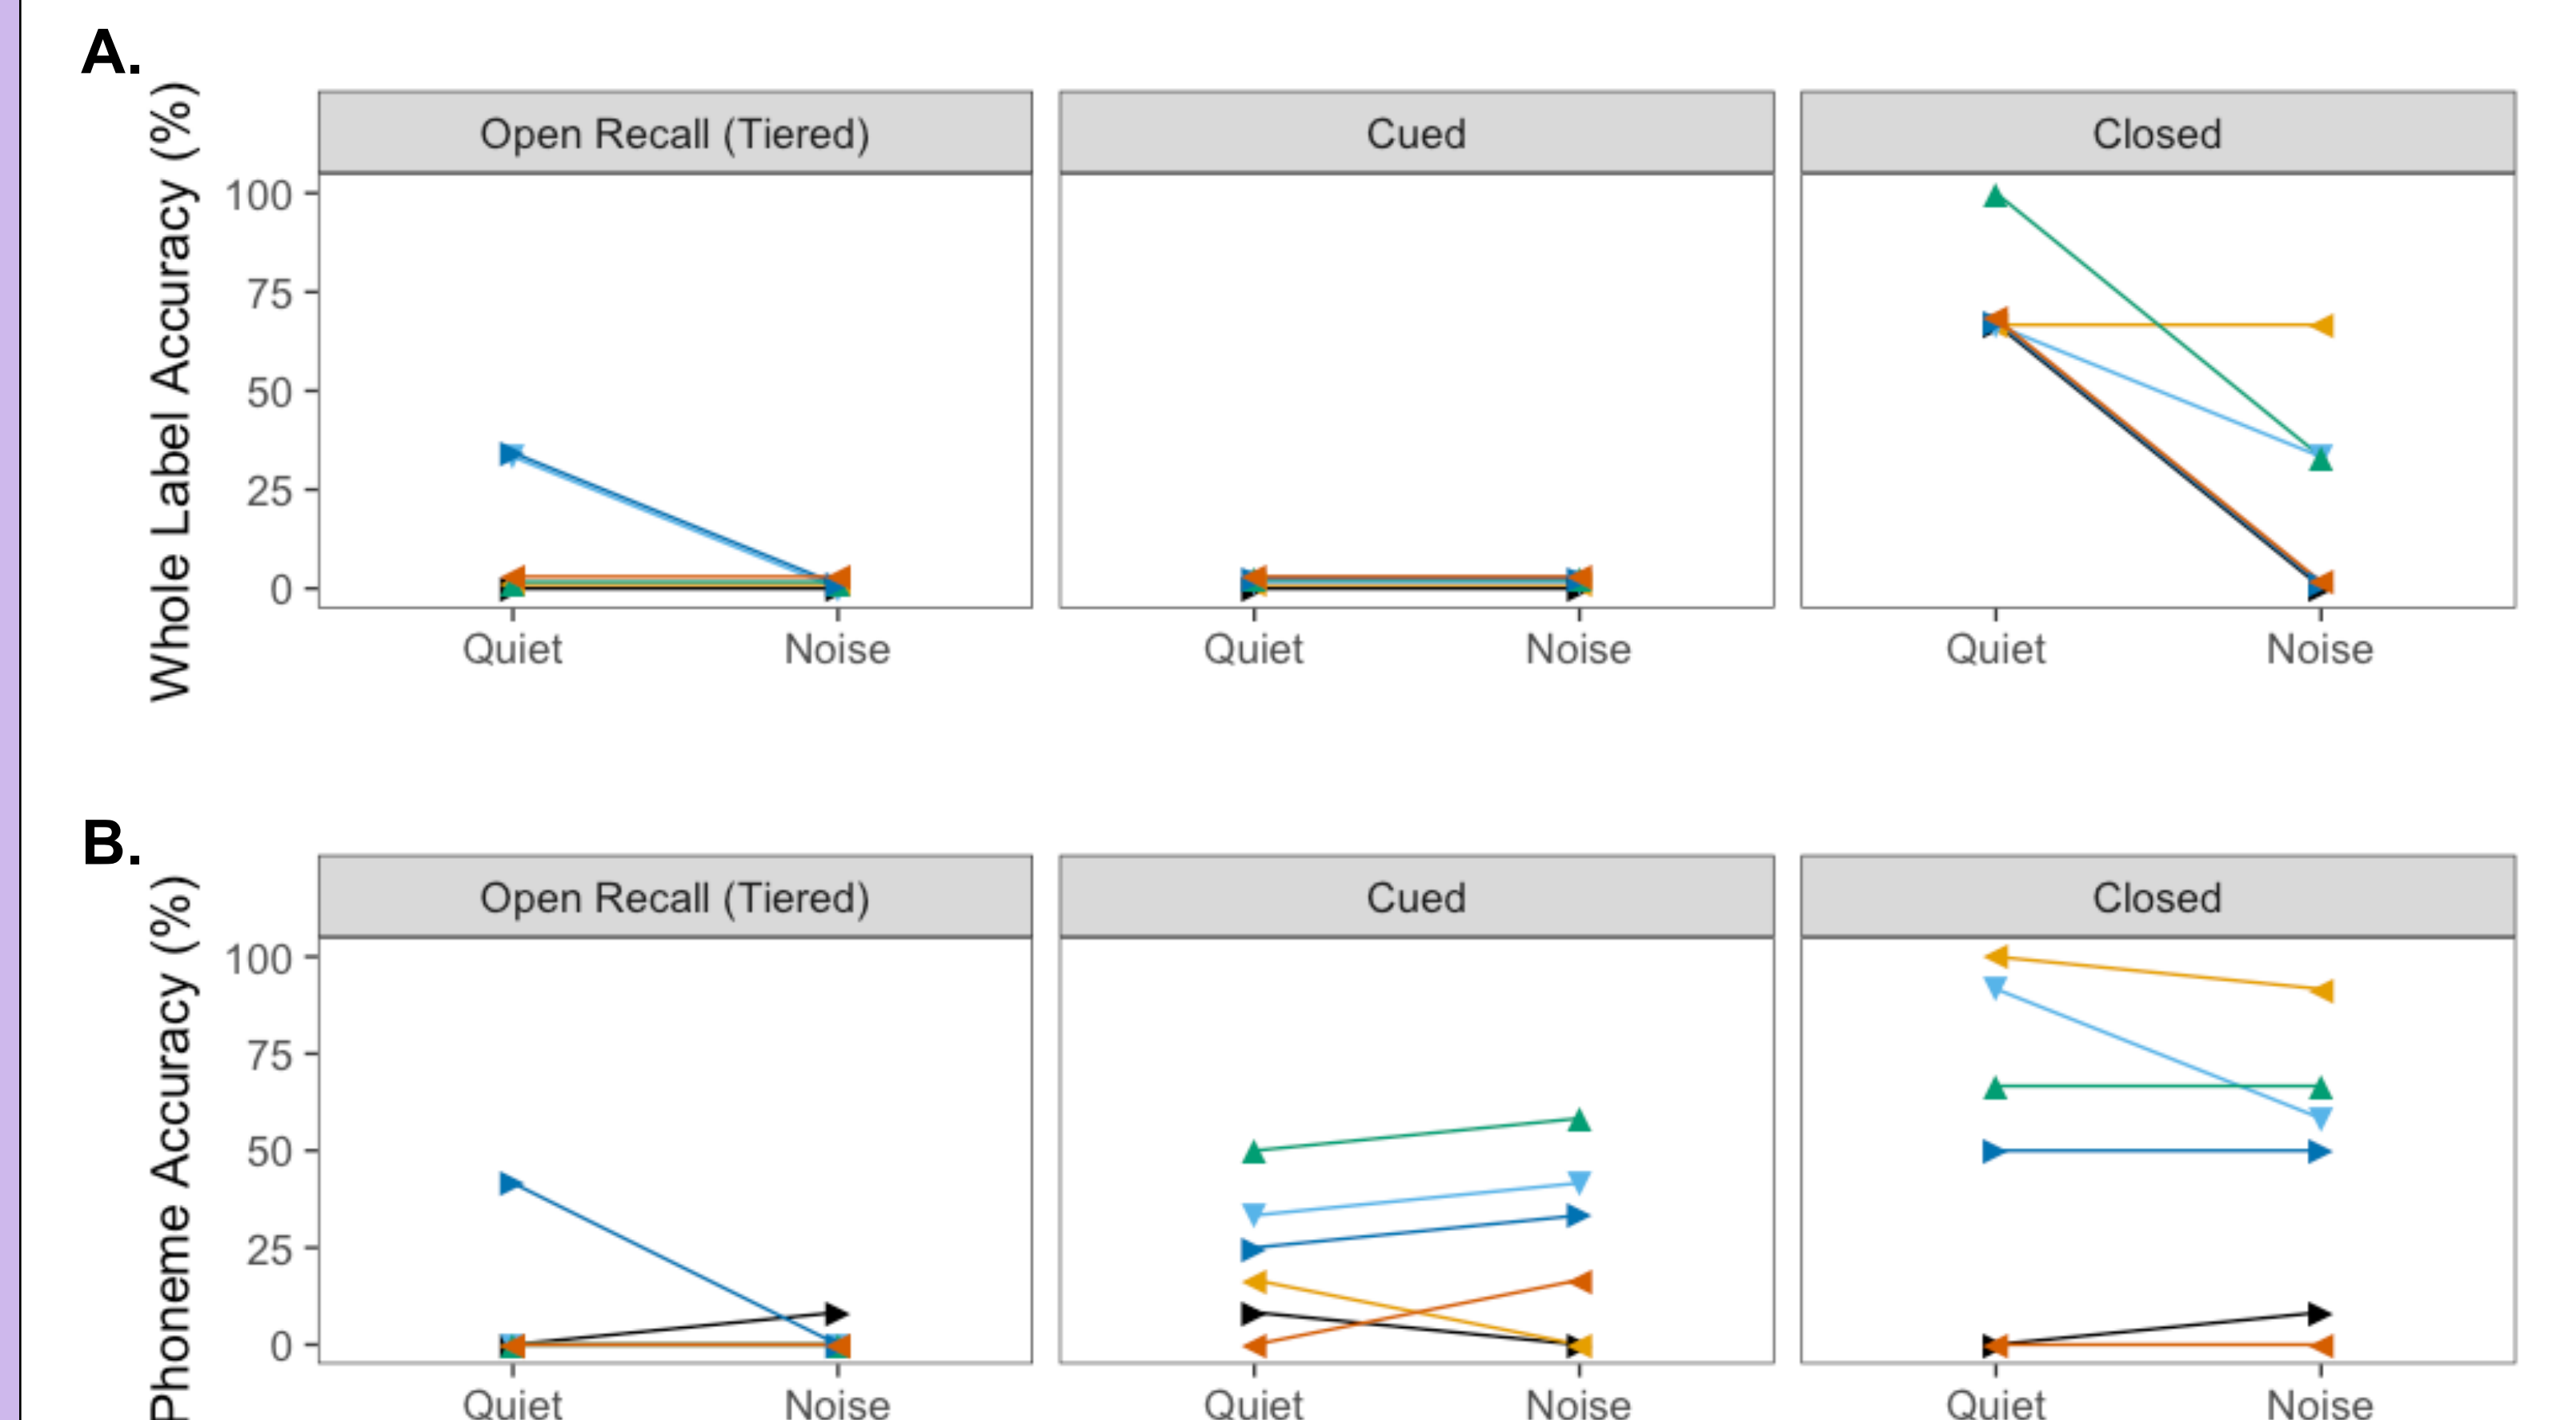 A.
Whole Label Accuracy (%)
Open Recall (Tiered) Cued Closed
100
75
50
25
0
Quiet Noise Quiet Noise Quiet Noise
B.
Phoneme Accuracy (%)
Open Recall (Tiered) Cued Closed
100
75
50
25
0
Quiet Noise Quiet Noise Quiet Noise